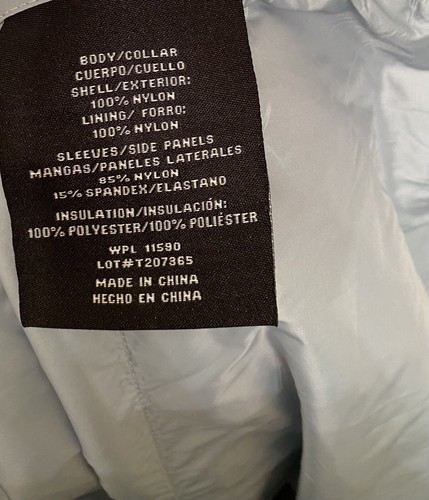 BODY/COLLAR
CUERPO/CUELLO
SHELL/EXTERIOR:
100% NYLON
LINING/ FORRO:
100% NYLON
SLEEVES/SIDE PANELS
MANGAS/PANELES LATERALES
85% NYLON
15% SPANDEX/ELASTANO
INSULATION/INSULACIÓN:
100% POLYESTER/100% POLIÉSTER
WPL 11590
LOT#T207365
MADE IN CHINA
HECHO EN CHINA